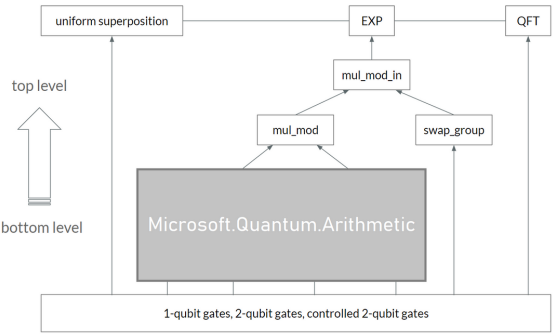 uniform superposition
EXP
QFT
mul_mod_in
top level
mul_mod
swap_group
Microsoft.Quantum.Arithmetic
bottom level
1-qubit gates, 2-qubit gates, controlled 2-qubit gates